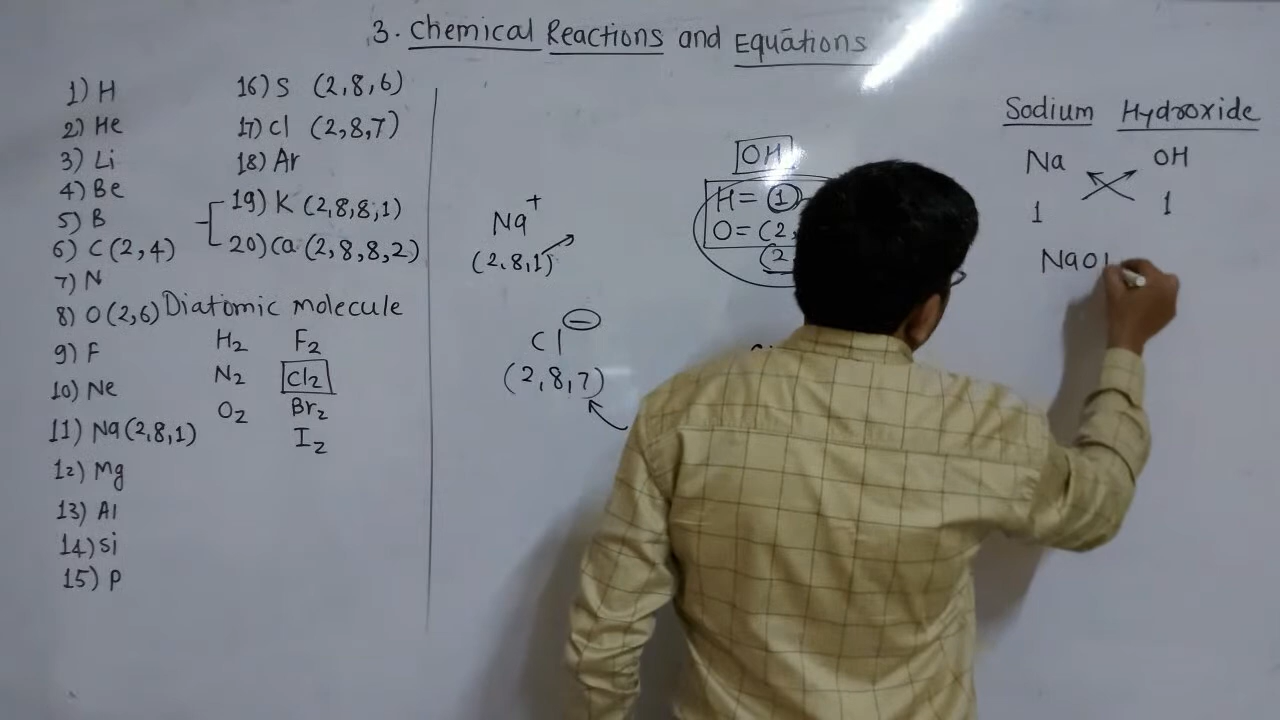 3. Chemical Reactions and Equations
1) H
2) He
3) Li
4) Be
5) B
6) C (2,4)
7) N
8) O (2,6)
9) F
10) Ne
11) Na (2,8,1)
12) Mg
13) Al
14) Si
15) P
16) S (2,8,6)
17) Cl (2,8,7)
18) Ar
19) K (2,8,8,1)
20) Ca (2,8,8,2)
Diatomic molecule
H2 F2
N2 Cl2
O2 Br2
I2
Na+
(2,8,1)
Cl−
(2,8,7)
OH
H = 1
O = (2,
(2
Sodium Hydroxide
Na OH
1 1
NaO